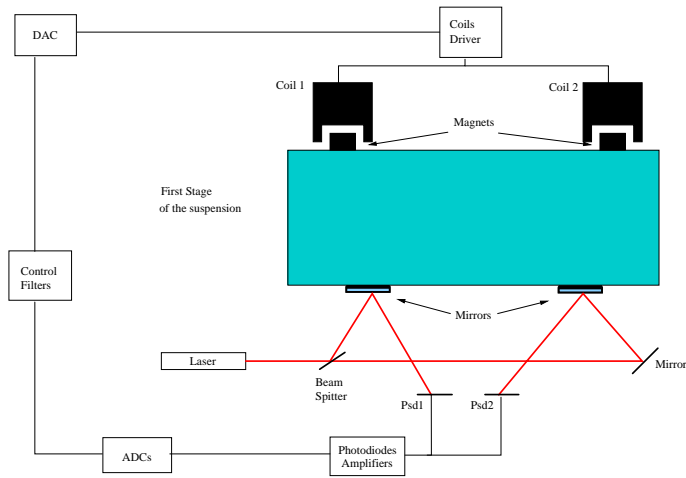 DAC
Coils
Driver
Coil 1
Coil 2
Magnets
First Stage
of the suspension
Control
Filters
Mirrors
Laser
Beam
Spitter
Mirror
Psd1
Psd2
ADCs
Photodiodes
Amplifiers